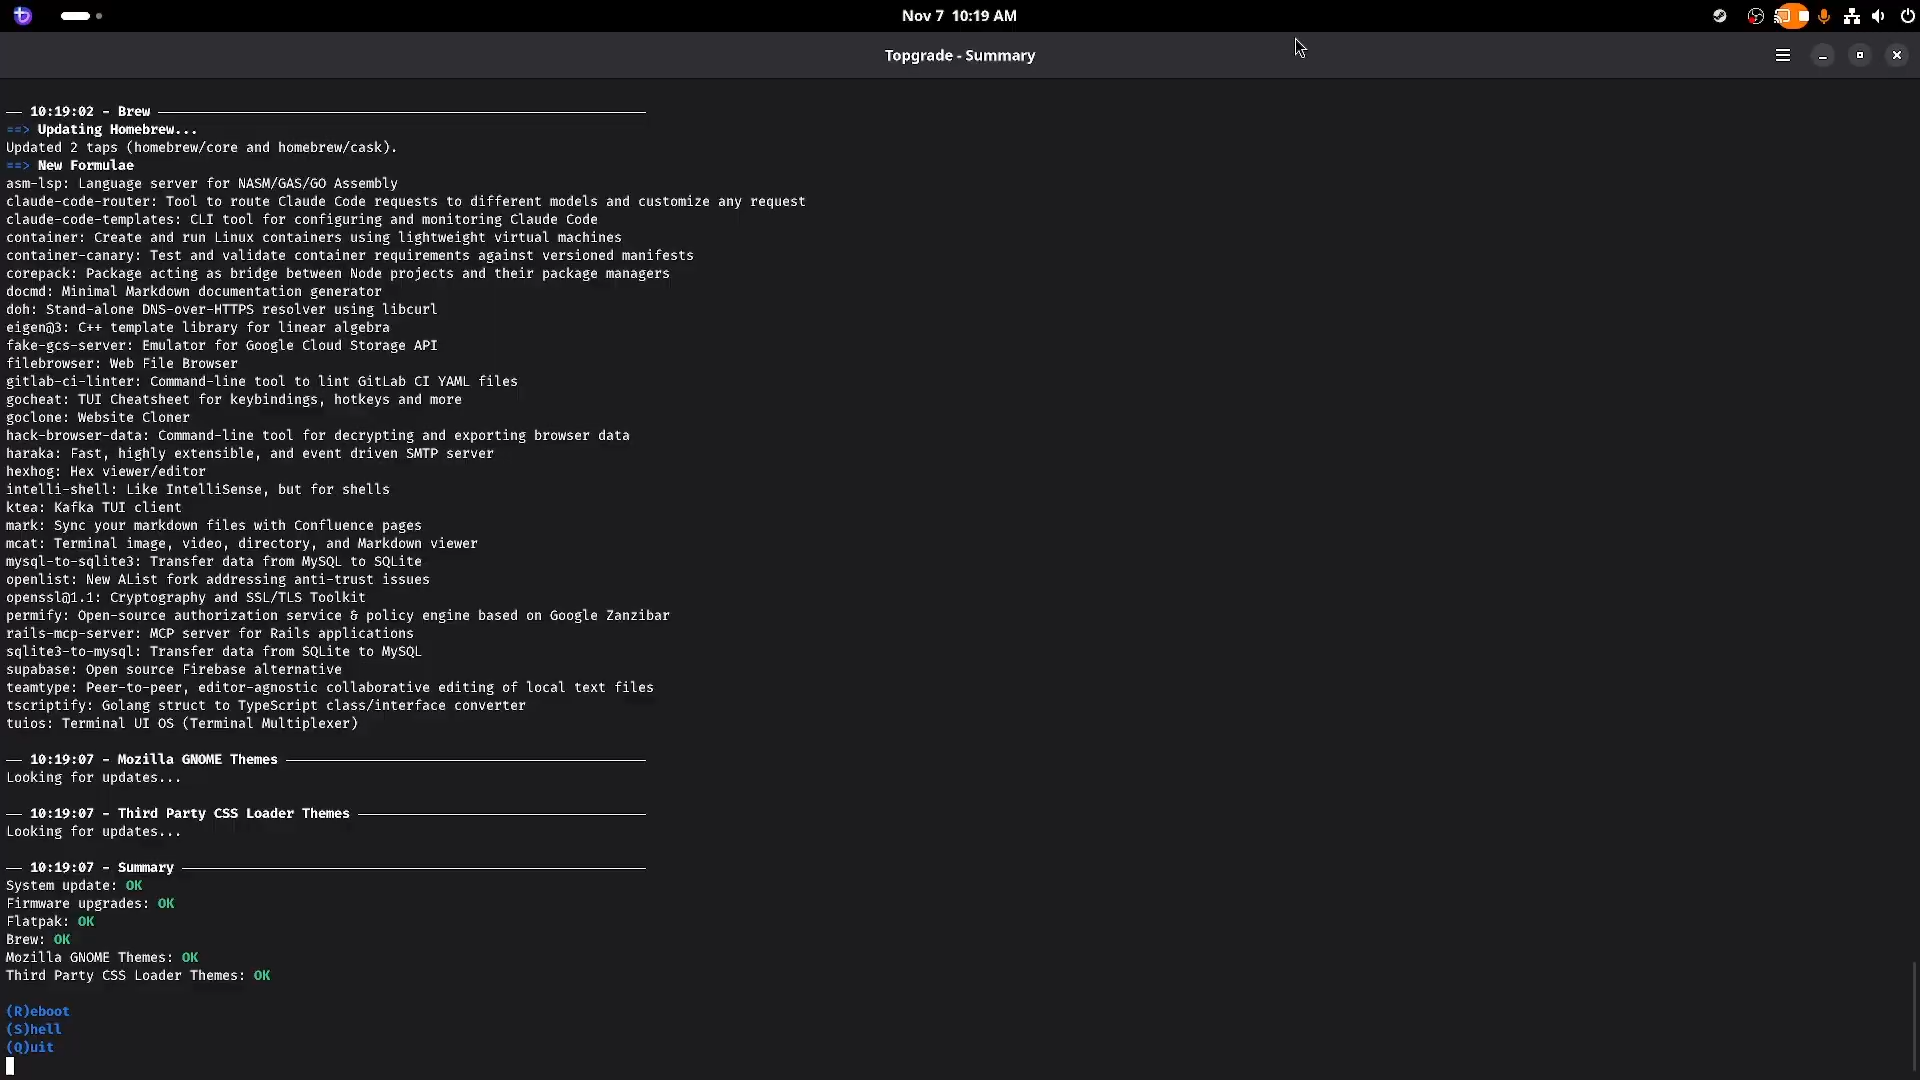 Nov 7 10:19 AM
Topgrade - Summary
—— 10:19:02 - Brew ——
==> Updating Homebrew...
Updated 2 taps (homebrew/core and homebrew/cask).
==> New Formulae
asm-lsp: Language server for NASM/GAS/GO Assembly
claude-code-router: Tool to route Claude Code requests to different models and customize any request
claude-code-templates: CLI tool for configuring and monitoring Claude Code
container: Create and run Linux containers using lightweight virtual machines
container-canary: Test and validate container requirements against versioned manifests
corepack: Package acting as bridge between Node projects and their package managers
docmd: Minimal Markdown documentation generator
doh: Stand-alone DNS-over-HTTPS resolver using libcurl
eigen@3: C++ template library for linear algebra
fake-gcs-server: Emulator for Google Cloud Storage API
filebrowser: Web File Browser
gitlab-ci-linter: Command-line tool to lint GitLab CI YAML files
gocheat: TUI Cheatsheet for keybindings, hotkeys and more
goclone: Website Cloner
hack-browser-data: Command-line tool for decrypting and exporting browser data
haraka: Fast, highly extensible, and event driven SMTP server
hexhog: Hex viewer/editor
intelli-shell: Like IntelliSense, but for shells
ktea: Kafka TUI client
mark: Sync your markdown files with Confluence pages
mcat: Terminal image, video, directory, and Markdown viewer
mysql-to-sqlite3: Transfer data from MySQL to SQLite
openlist: New AList fork addressing anti-trust issues
openssl@1.1: Cryptography and SSL/TLS Toolkit
permify: Open-source authorization service & policy engine based on Google Zanzibar
rails-mcp-server: MCP server for Rails applications
sqlite3-to-mysql: Transfer data from SQLite to MySQL
supabase: Open source Firebase alternative
teamtype: Peer-to-peer, editor-agnostic collaborative editing of local text files
tscriptify: Golang struct to TypeScript class/interface converter
tuios: Terminal UI OS (Terminal Multiplexer)
—— 10:19:07 - Mozilla GNOME Themes ——
Looking for updates...
—— 10:19:07 - Third Party CSS Loader Themes ——
Looking for updates...
—— 10:19:07 - Summary ——
System update: OK
Firmware upgrades: OK
Flatpak: OK
Brew: OK
Mozilla GNOME Themes: OK
Third Party CSS Loader Themes: OK
(R)eboot
(S)hell
(Q)uit